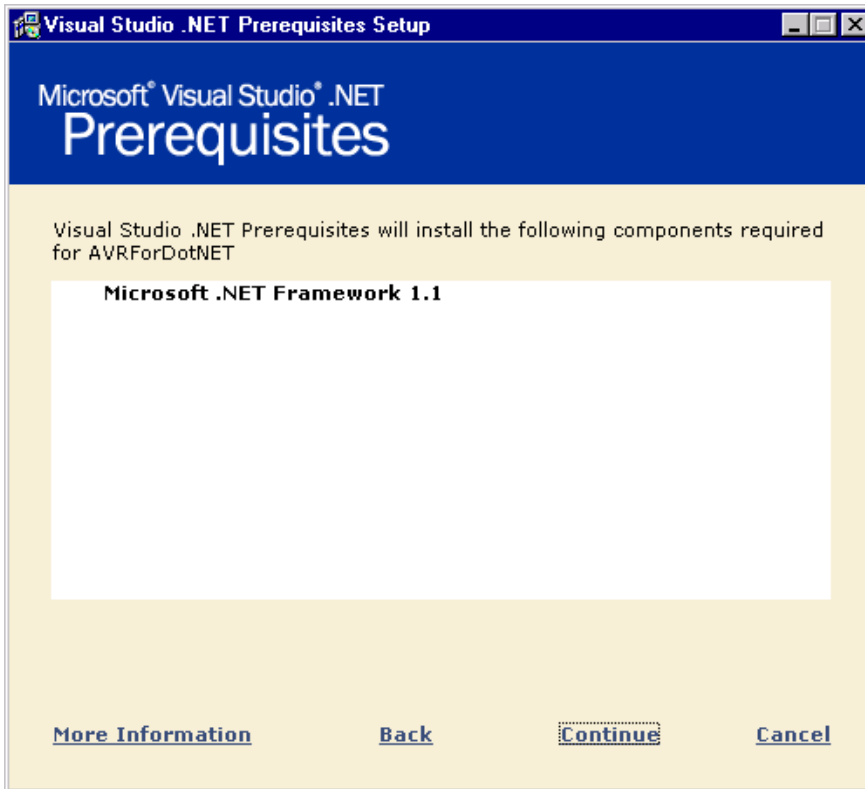 Visual Studio .NET Prerequisites Setup
Microsoft® Visual Studio® .NET
Prerequisites
Visual Studio .NET Prerequisites will install the following components required
for AVRForDotNET
Microsoft .NET Framework 1.1
More Information Back Continue Cancel